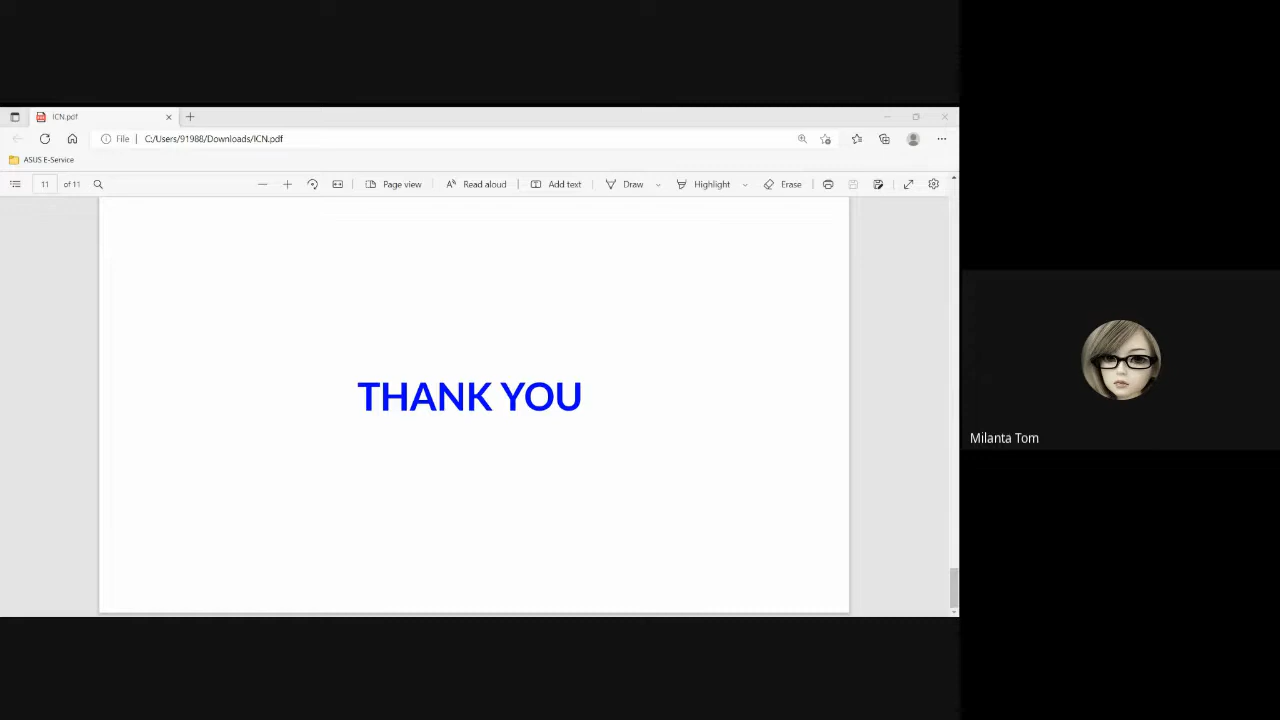 ICN.pdf
File
C:/Users/91988/Downloads/ICN.pdf
ASUS E-Service
11 of 11
Page view
Read aloud
Add text
Draw
Highlight
Erase
THANK YOU
Milanta Tom